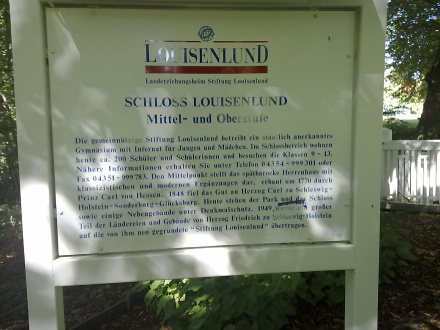 LOUISENLUND
Landerziehungsheim Stiftung Louisenlund
SCHLOSS LOUISENLUND
Mittel- und Oberstufe
Die gemeinnützige Stiftung Louisenlund betreibt ein staatlich anerkanntes
Gymnasium mit Internat für Jungen und Mädchen. Im Schlossbereich wohnen
heute ca. 200 Schüler und Schülerinnen und besuchen die Klassen 9 - 13.
Nähere Informationen erhalten Sie unter Telefon 04354 - 999301 oder
Fax 04351 - 999783. Den Mittelpunkt stellt das spätbarocke Herrenhaus mit
klassizistischen und modernen Ergänzungen dar, erbaut um 1770 durch
Prinz Carl von Hessen. 1848 fiel das Gut an Herzog Carl zu Schleswig-
Holstein-Sonderburg-Glücksburg. Heute stehen der Park und das Schloss
sowie einige Nebengebäude unter Denkmalschutz. 1949 wurde ein großer
Teil der Ländereien und Gebäude von Herzog Friedrich zu Schleswig-Holstein
auf die von ihm neu gegründete "Stiftung Louisenlund" übertragen.